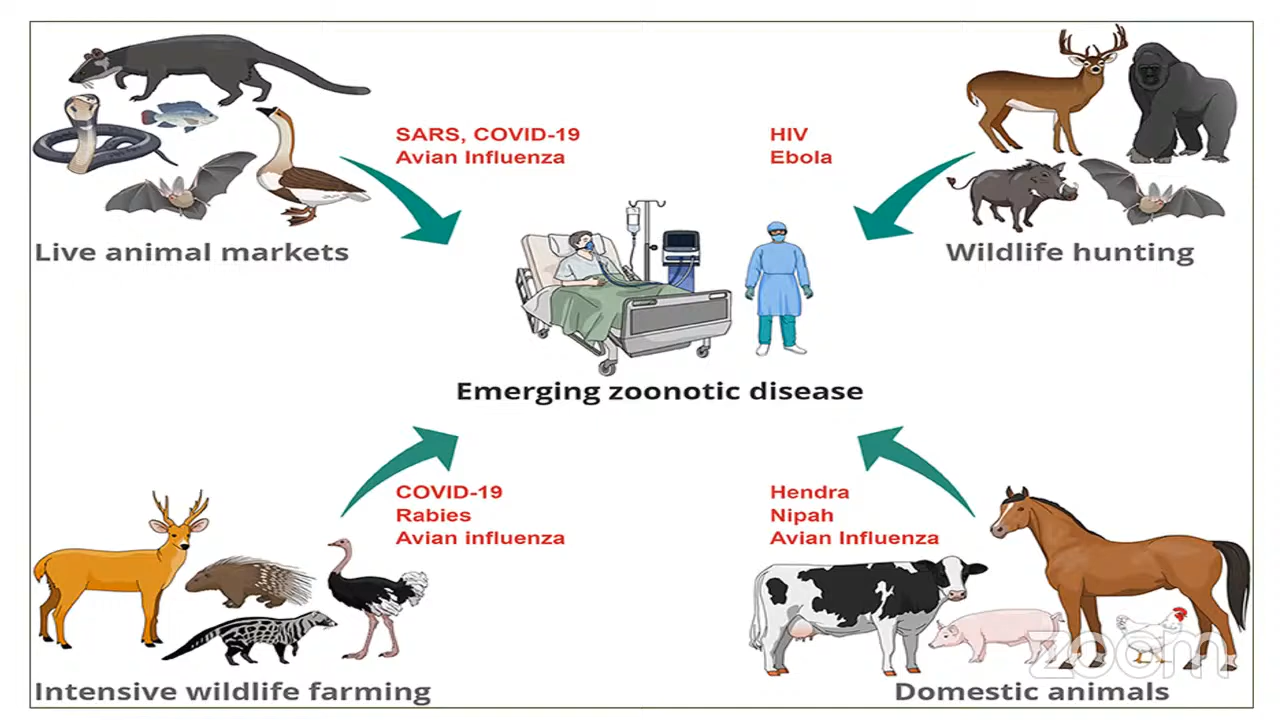 SARS, COVID-19
Avian Influenza
HIV
Ebola
Live animal markets
Wildlife hunting
Emerging zoonotic disease
COVID-19
Rabies
Avian influenza
Hendra
Nipah
Avian Influenza
Intensive wildlife farming
Domestic animals
zoom